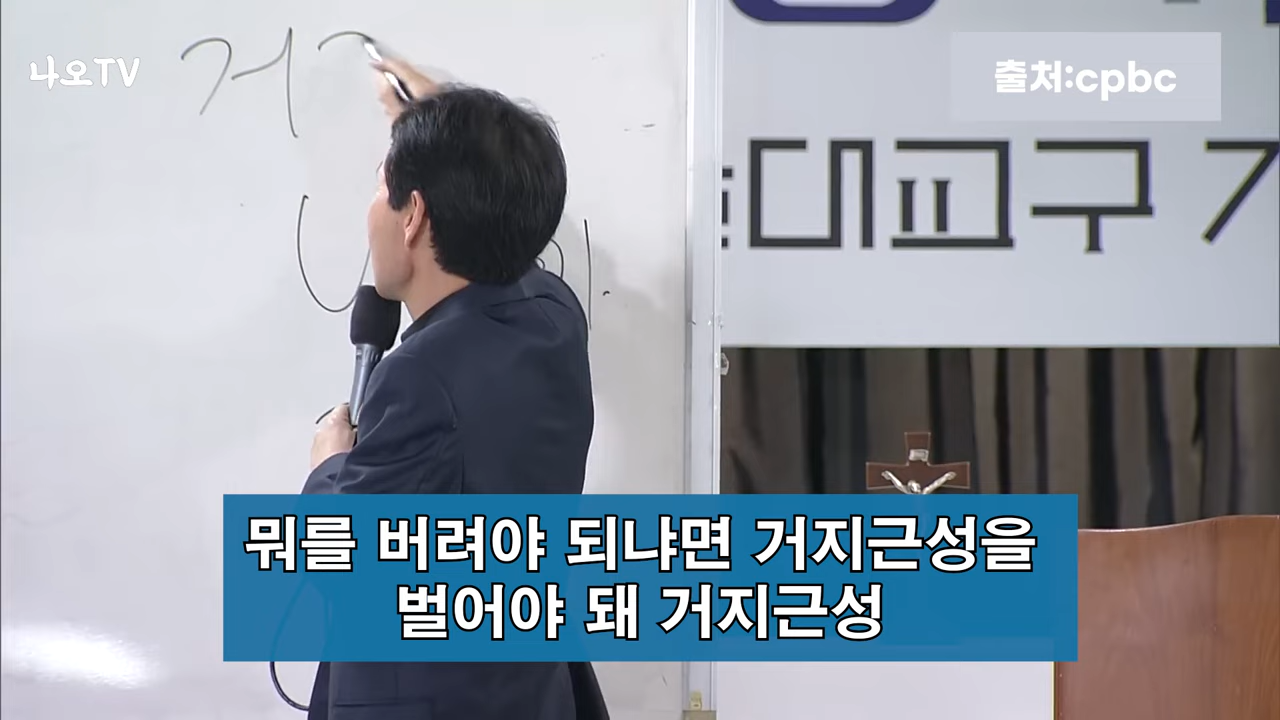 나오TV
거
출처:cpbc
대교구
뭐를 버려야 되냐면 거지근성을
벌어야 돼 거지근성